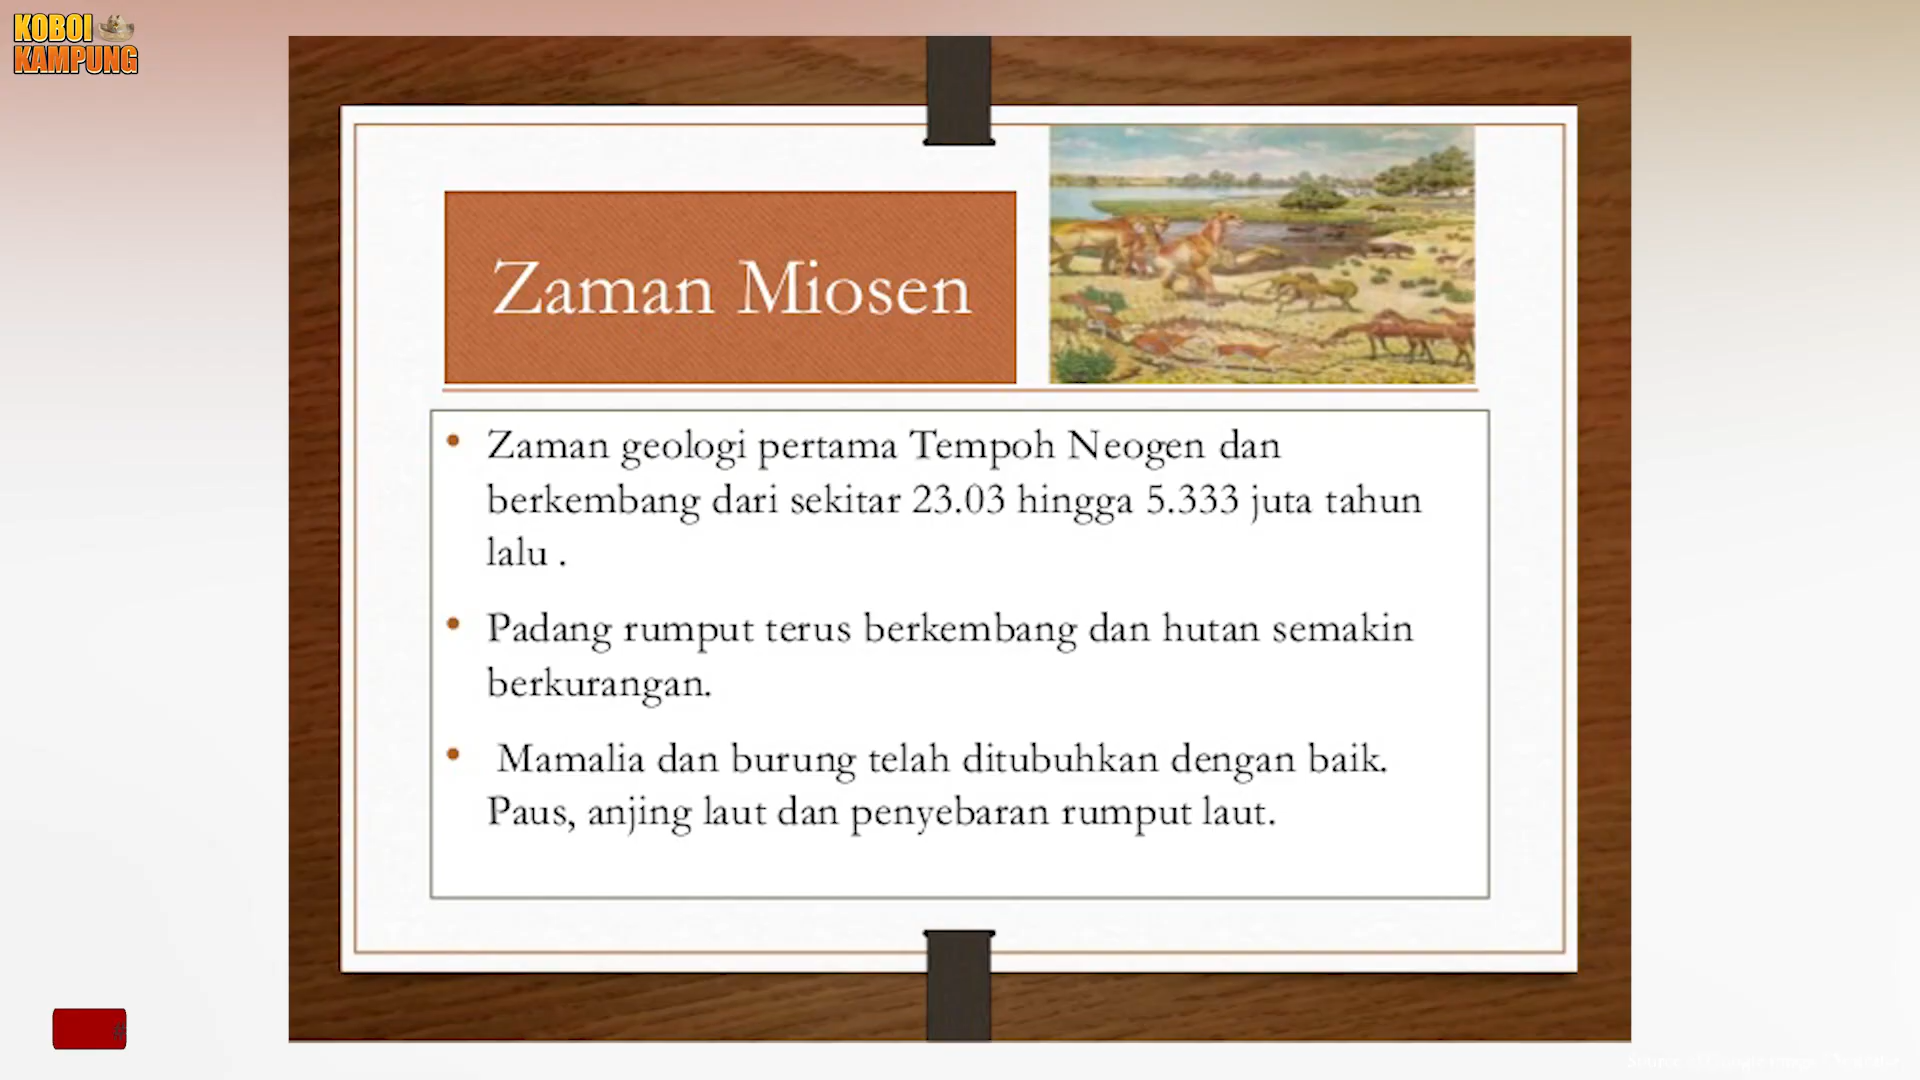 KOBOI
KAMPUNG
Zaman Miosen
Zaman geologi pertama Tempoh Neogen dan
berkembang dari sekitar 23.03 hingga 5.333 juta tahun
lalu .
Padang rumput terus berkembang dan hutan semakin
berkurangan.
Mamalia dan burung telah ditubuhkan dengan baik.
Paus, anjing laut dan penyebaran rumput laut.